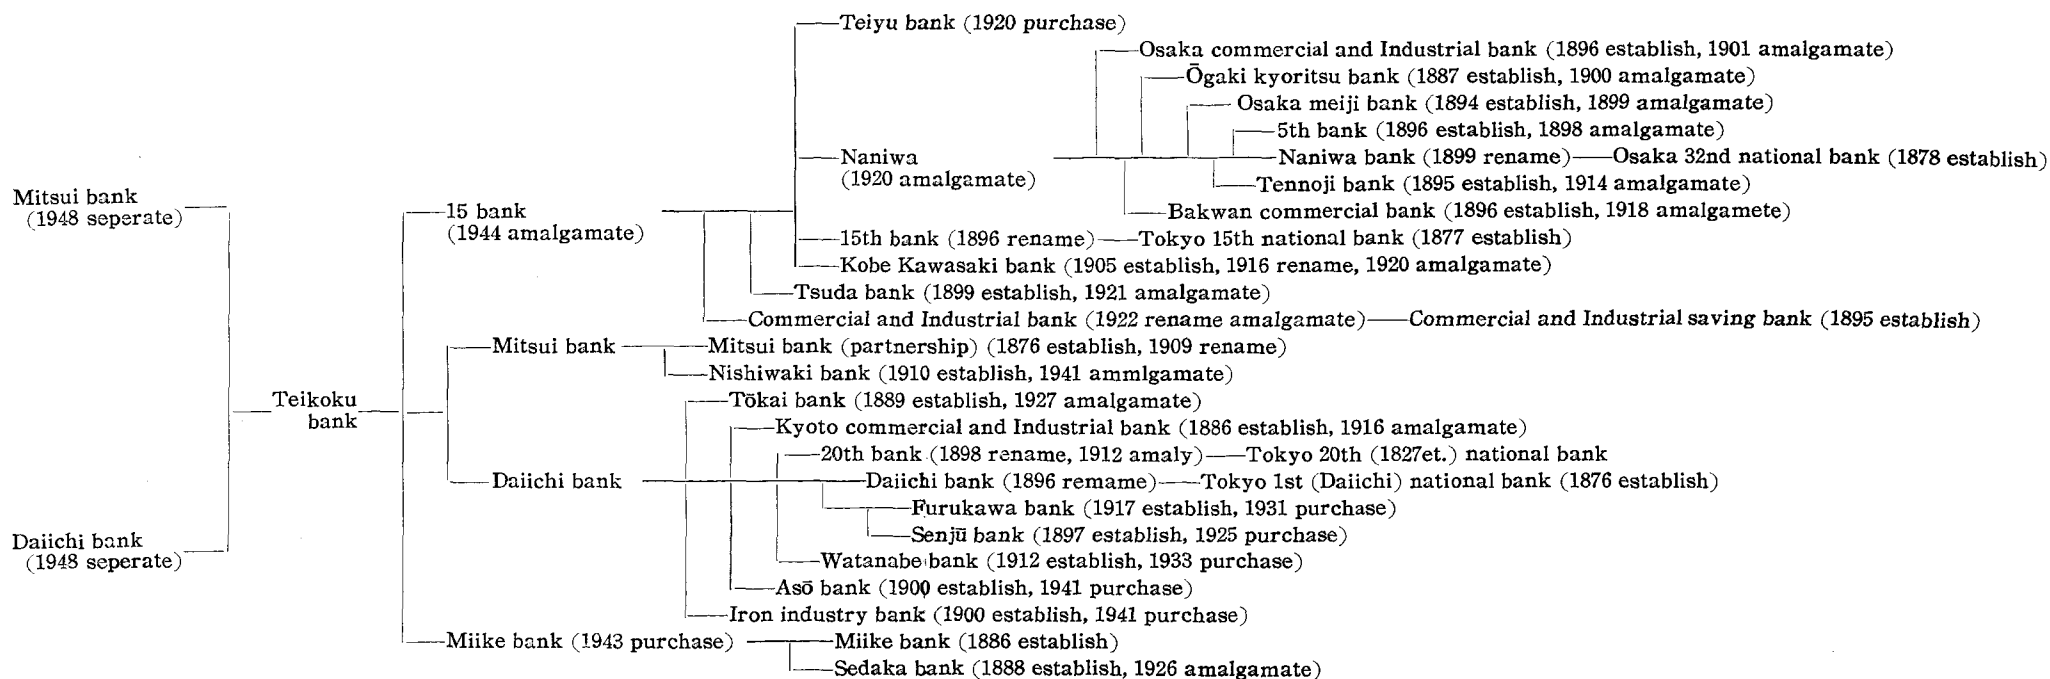 Teiyu bank (1920 purchase)
Osaka commercial and Industrial bank (1896 establish, 1901 amalgamate)
Ōgaki kyoritsu bank (1887 establish, 1900 amalgamate)
Osaka meiji bank (1894 establish, 1899 amalgamate)
5th bank (1896 establish, 1898 amalgamate)
Naniwa
(1920 amalgamate)
Naniwa bank (1899 rename) Osaka 32nd national bank (1878 establish)
Tennoji bank (1895 establish, 1914 amalgamate)
Mitsui bank
(1948 seperate)
15 bank
(1944 amalgamate)
Bakwan commercial bank (1896 establish, 1918 amalgamete)
15th bank (1896 rename) Tokyo 15th national bank (1877 establish)
Kobe Kawasaki bank (1905 establish, 1916 rename, 1920 amalgamate)
Tsuda bank (1899 establish, 1921 amalgamate)
Commercial and Industrial bank (1922 rename amalgamate) Commercial and Industrial saving bank (1895 establish)
Mitsui bank Mitsui bank (partnership) (1876 establish, 1909 rename)
Nishiwaki bank (1910 establish, 1941 ammlgamate)
Teikoku
bank
Tōkai bank (1889 establish, 1927 amalgamate)
Kyoto commercial and Industrial bank (1886 establish, 1916 amalgamate)
20th bank (1898 rename, 1912 amaly) Tokyo 20th (1827et.) national bank
Daiichi bank Daiichi bank (1896 remame) Tokyo 1st (Daiichi) national bank (1876 establish)
Furukawa bank (1917 establish, 1931 purchase)
Daiichi bank
(1948 seperate)
Senjū bank (1897 establish, 1925 purchase)
Watanabe bank (1912 establish, 1933 purchase)
Asō bank (1900 establish, 1941 purchase)
Iron industry bank (1900 establish, 1941 purchase)
Miike bank (1943 purchase) Miike bank (1886 establish)
Sedaka bank (1888 establish, 1926 amalgamate)